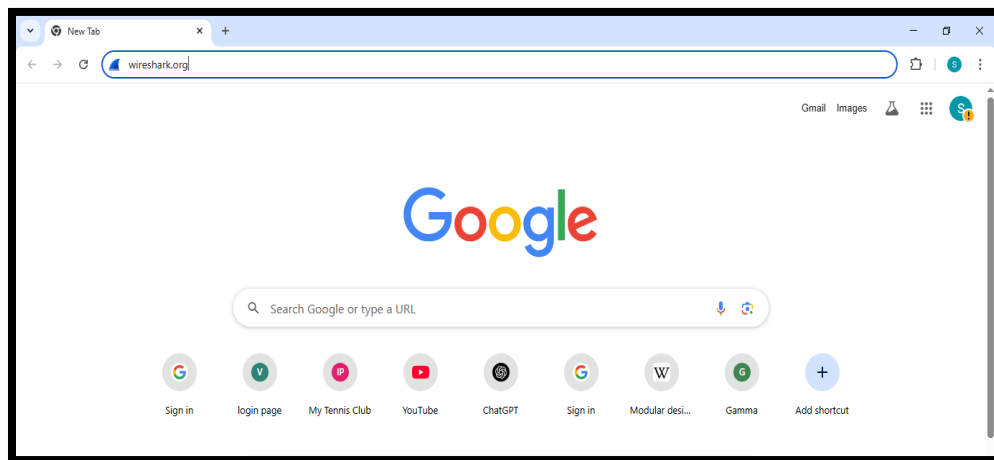 New Tab
wireshark.org
Gmail Images
S
Google
Search Google or type a URL
V
IP
W
G
Sign in
login page
My Tennis Club
YouTube
ChatGPT
Sign in
Modular desi...
Gamma
Add shortcut